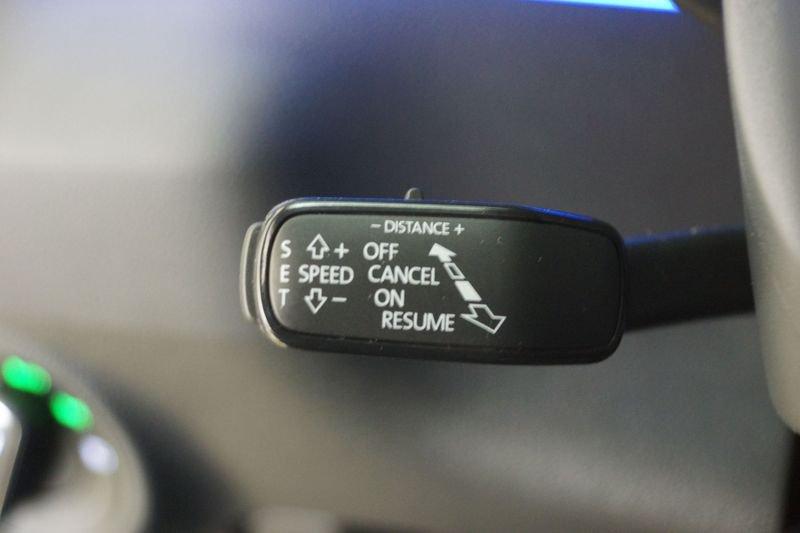 - DISTANCE +
S + OFF
E SPEED CANCEL
T - ON
RESUME